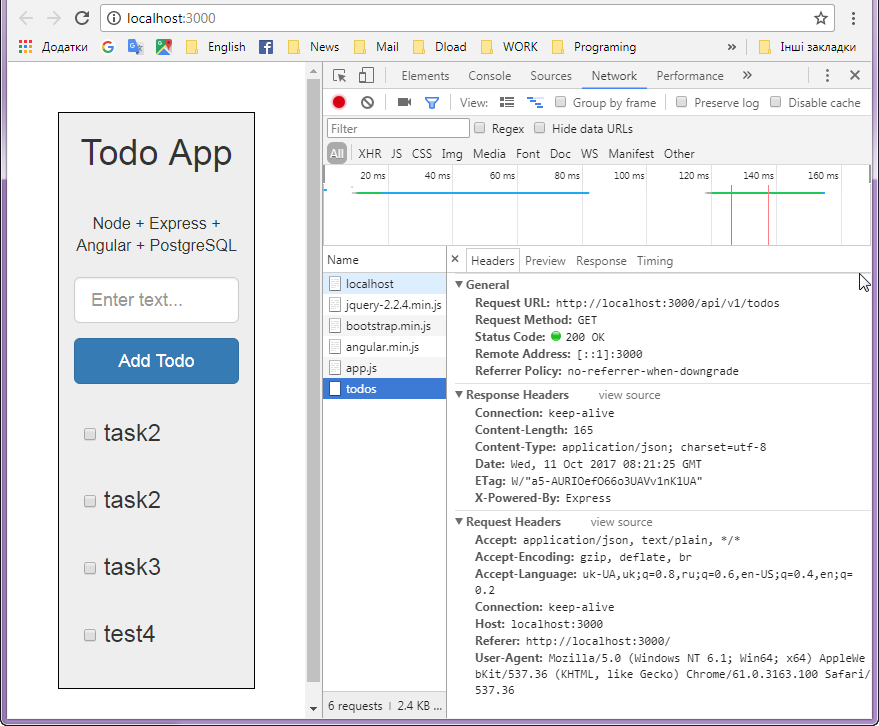 localhost:3000
Додатки English News Mail Dload WORK Programing » Інші закладки
Todo App
Node + Express +
Angular + PostgreSQL
Enter text...
Add Todo
task2
task2
task3
test4
Elements Console Sources Network Performance »
View: Group by frame Preserve log Disable cache
Filter Regex Hide data URLs
All XHR JS CSS Img Media Font Doc WS Manifest Other
20 ms 40 ms 60 ms 80 ms 100 ms 120 ms 140 ms 160 ms
Name
localhost
jquery-2.2.4.min.js
bootstrap.min.js
angular.min.js
app.js
todos
6 requests | 2.4 KB ...
× Headers Preview Response Timing
General
Request URL: http://localhost:3000/api/v1/todos
Request Method: GET
Status Code: 200 OK
Remote Address: [::1]:3000
Referrer Policy: no-referrer-when-downgrade
Response Headers view source
Connection: keep-alive
Content-Length: 165
Content-Type: application/json; charset=utf-8
Date: Wed, 11 Oct 2017 08:21:25 GMT
ETag: W/"a5-AURIOefO66o3UAVv1nK1UA"
X-Powered-By: Express
Request Headers view source
Accept: application/json, text/plain, */*
Accept-Encoding: gzip, deflate, br
Accept-Language: uk-UA,uk;q=0.8,ru;q=0.6,en-US;q=0.4,en;q=
0.2
Connection: keep-alive
Host: localhost:3000
Referer: http://localhost:3000/
User-Agent: Mozilla/5.0 (Windows NT 6.1; Win64; x64) AppleWe
bKit/537.36 (KHTML, like Gecko) Chrome/61.0.3163.100 Safari/
537.36